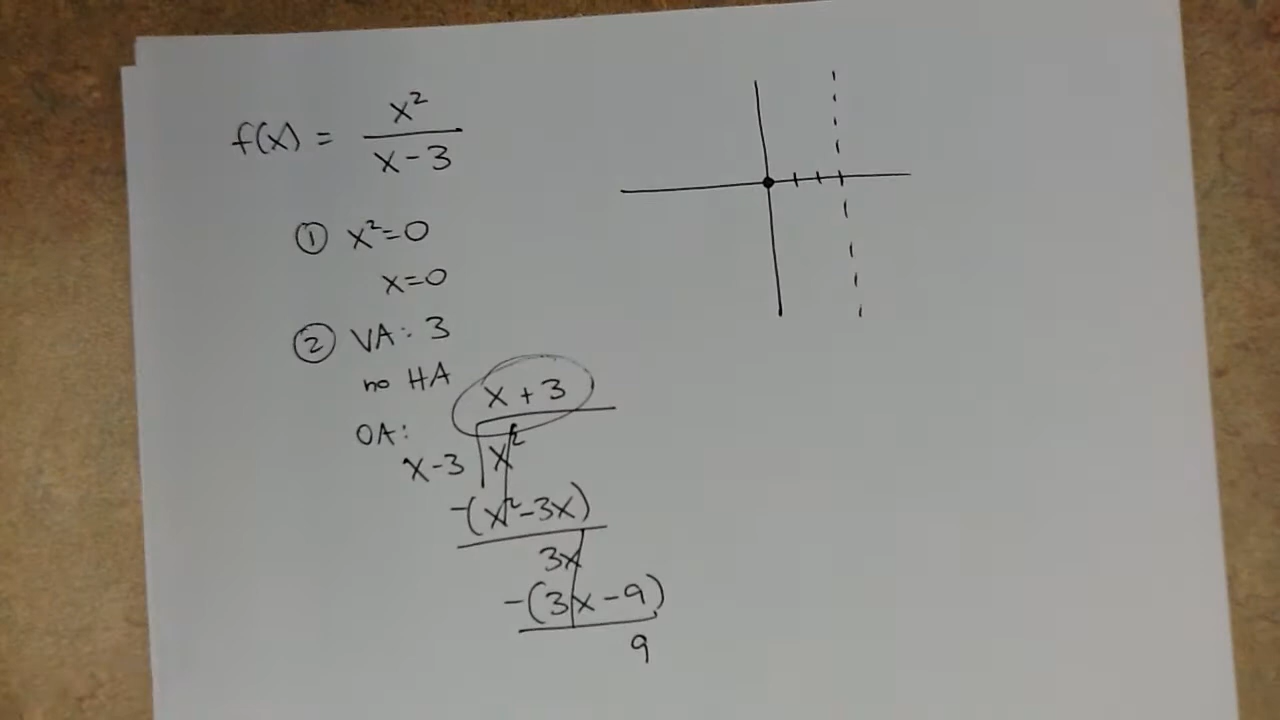 f(x) = x²
x-3
① x²=0
x=0
② VA: 3
no HA
x + 3
OA:
x-3 x²
-(x²-3x)
3x
-(3x-9)
9